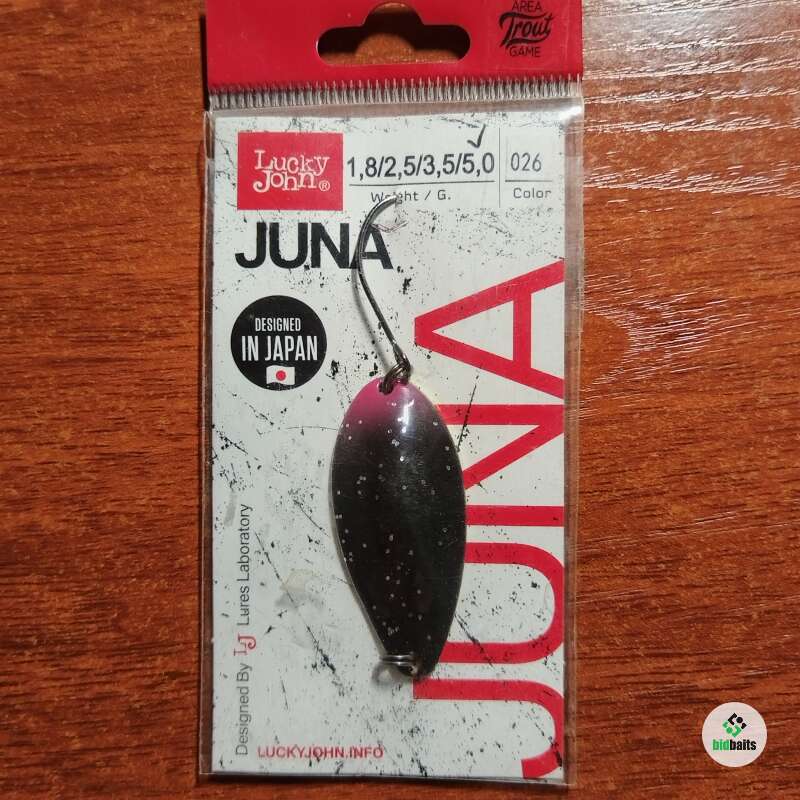 AREA
Trout
GAME
Lucky
John®
1,8/2,5/3,5/5,0
026
Weight / G.
Color
JUNA
DESIGNED
IN JAPAN
JUNA
Designed By LJ Lures Laboratory
LUCKYJOHN.INFO
bidbaits